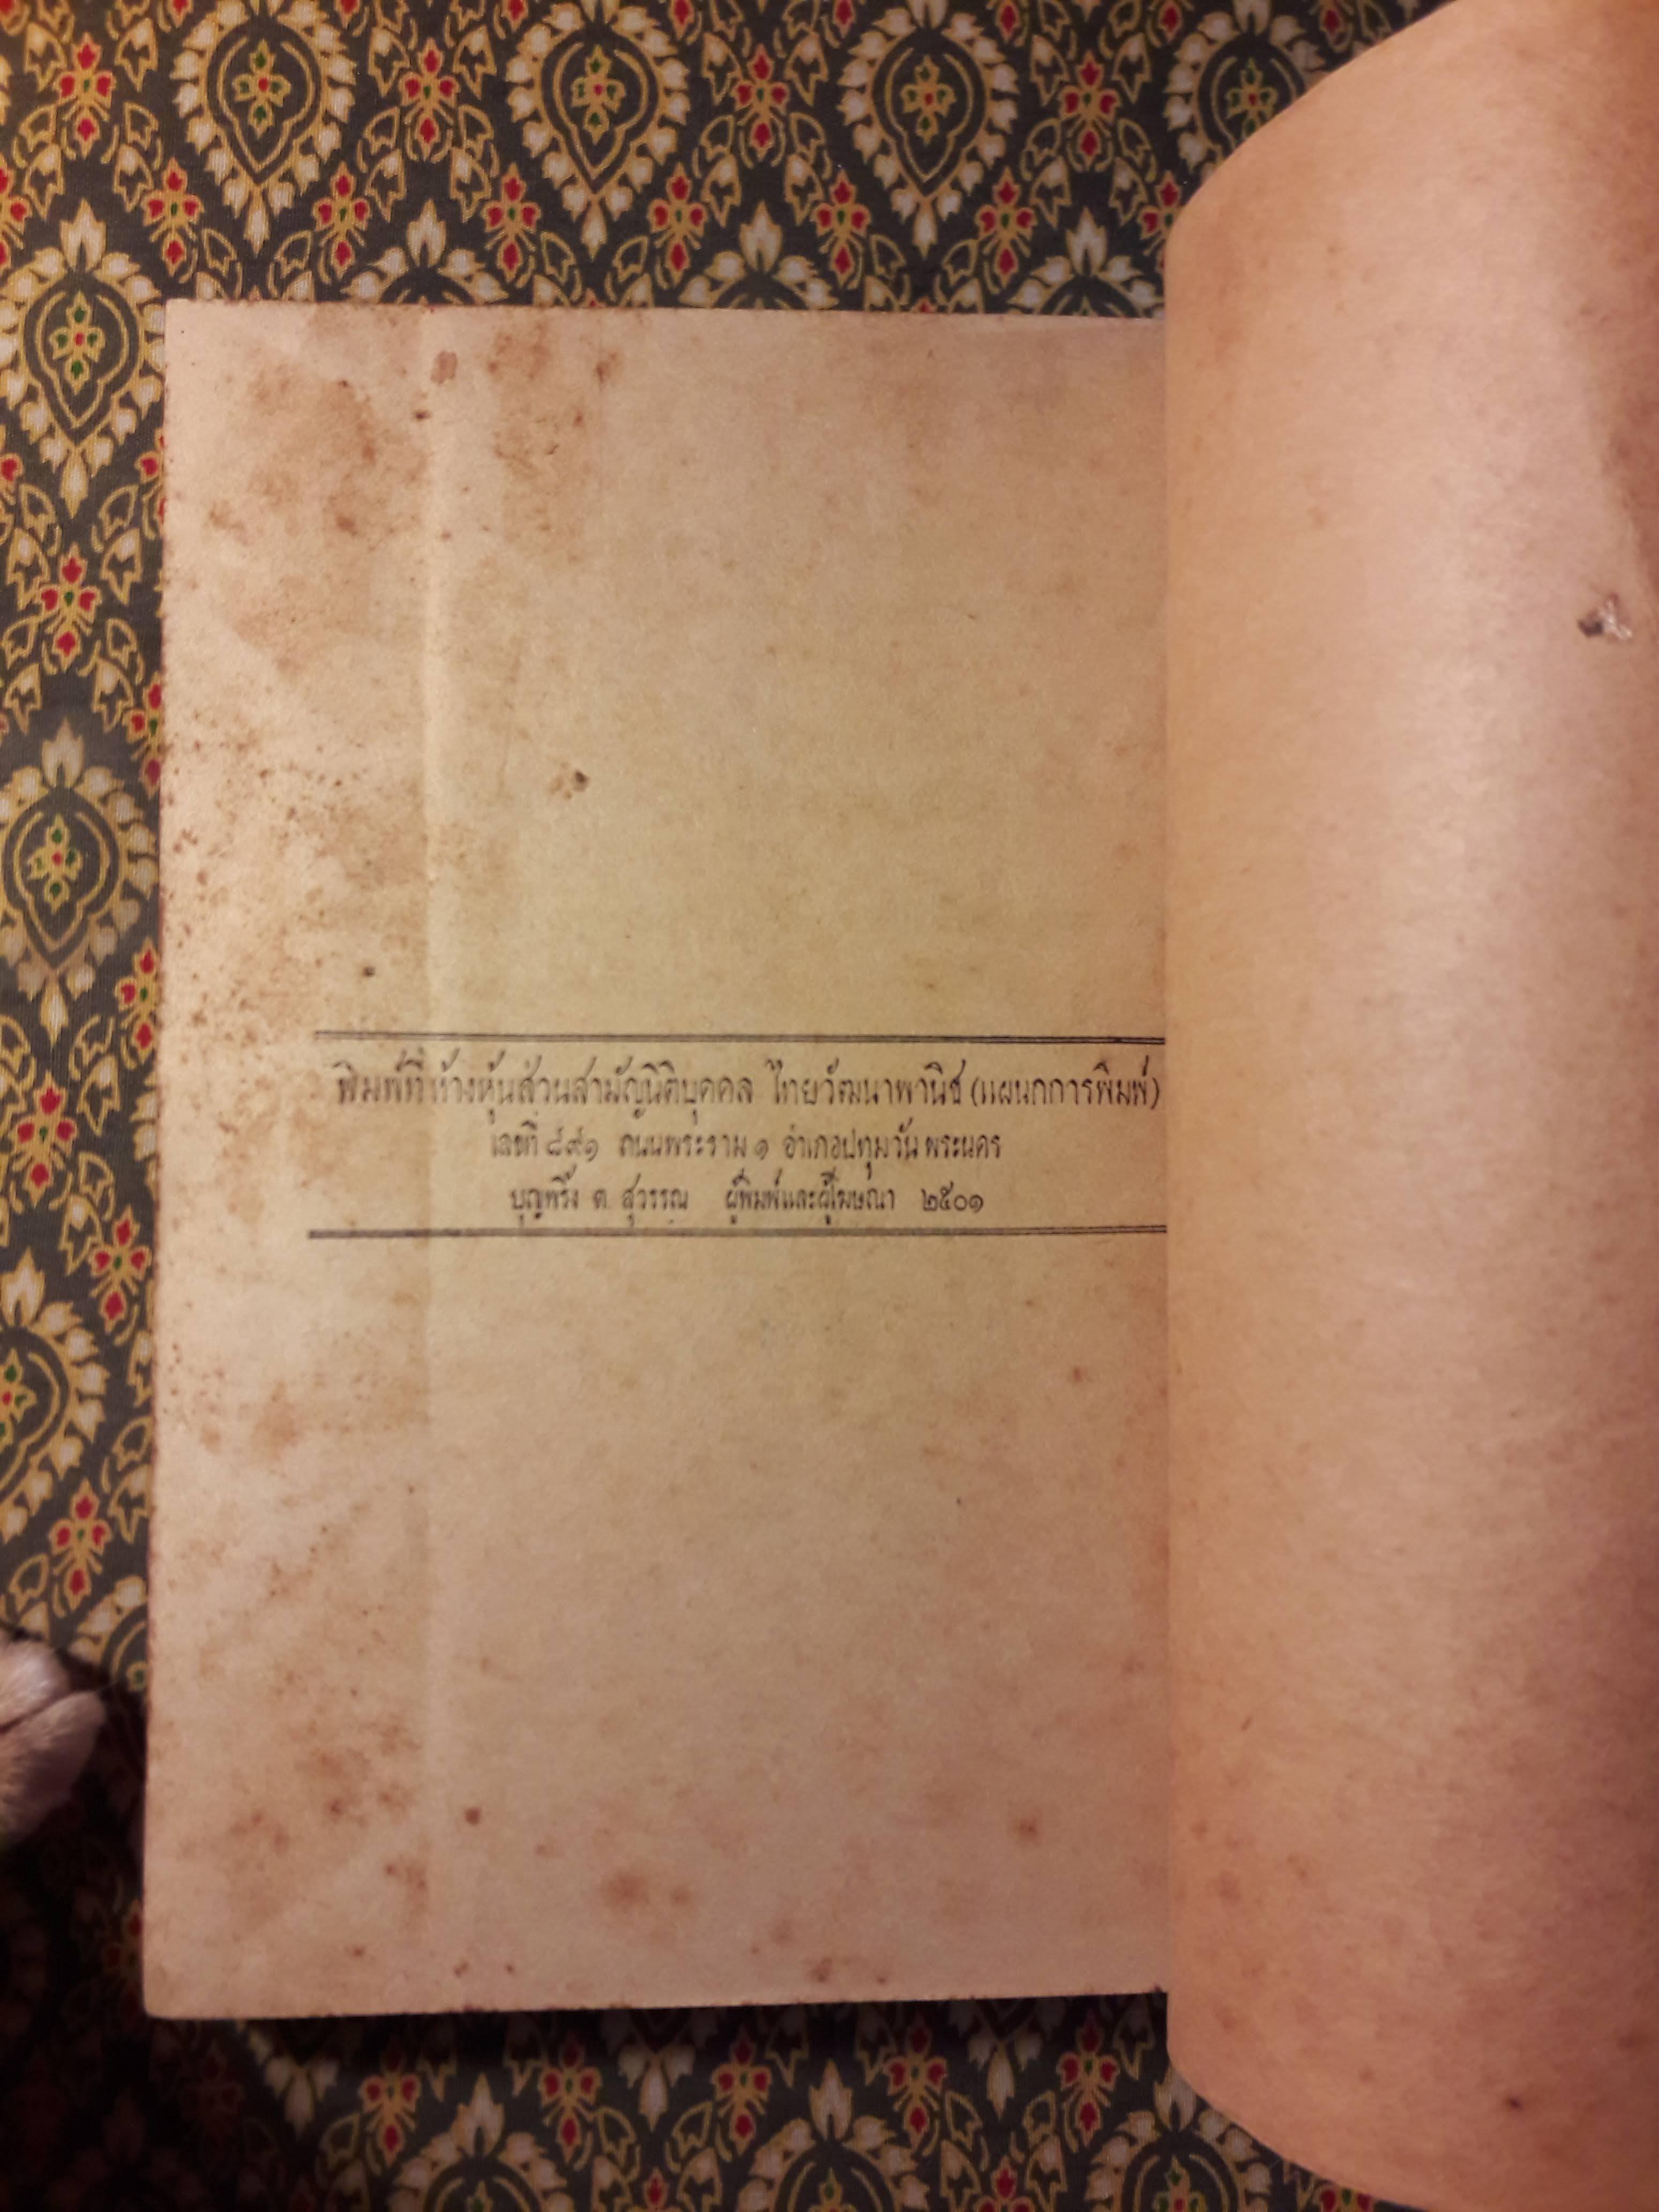 พิมพ์ที่ห้างหุ้นส่วนสามัญนิติบุคคล ไทยวัฒนาพานิช (แผนกการพิมพ์)
เลขที่ ๘๙๑ ถนนพระราม ๑ อำเภอปทุมวัน พระนคร
บุญพริ้ง ต. สุวรรณ ผู้พิมพ์และผู้โฆษณา ๒๕๐๑